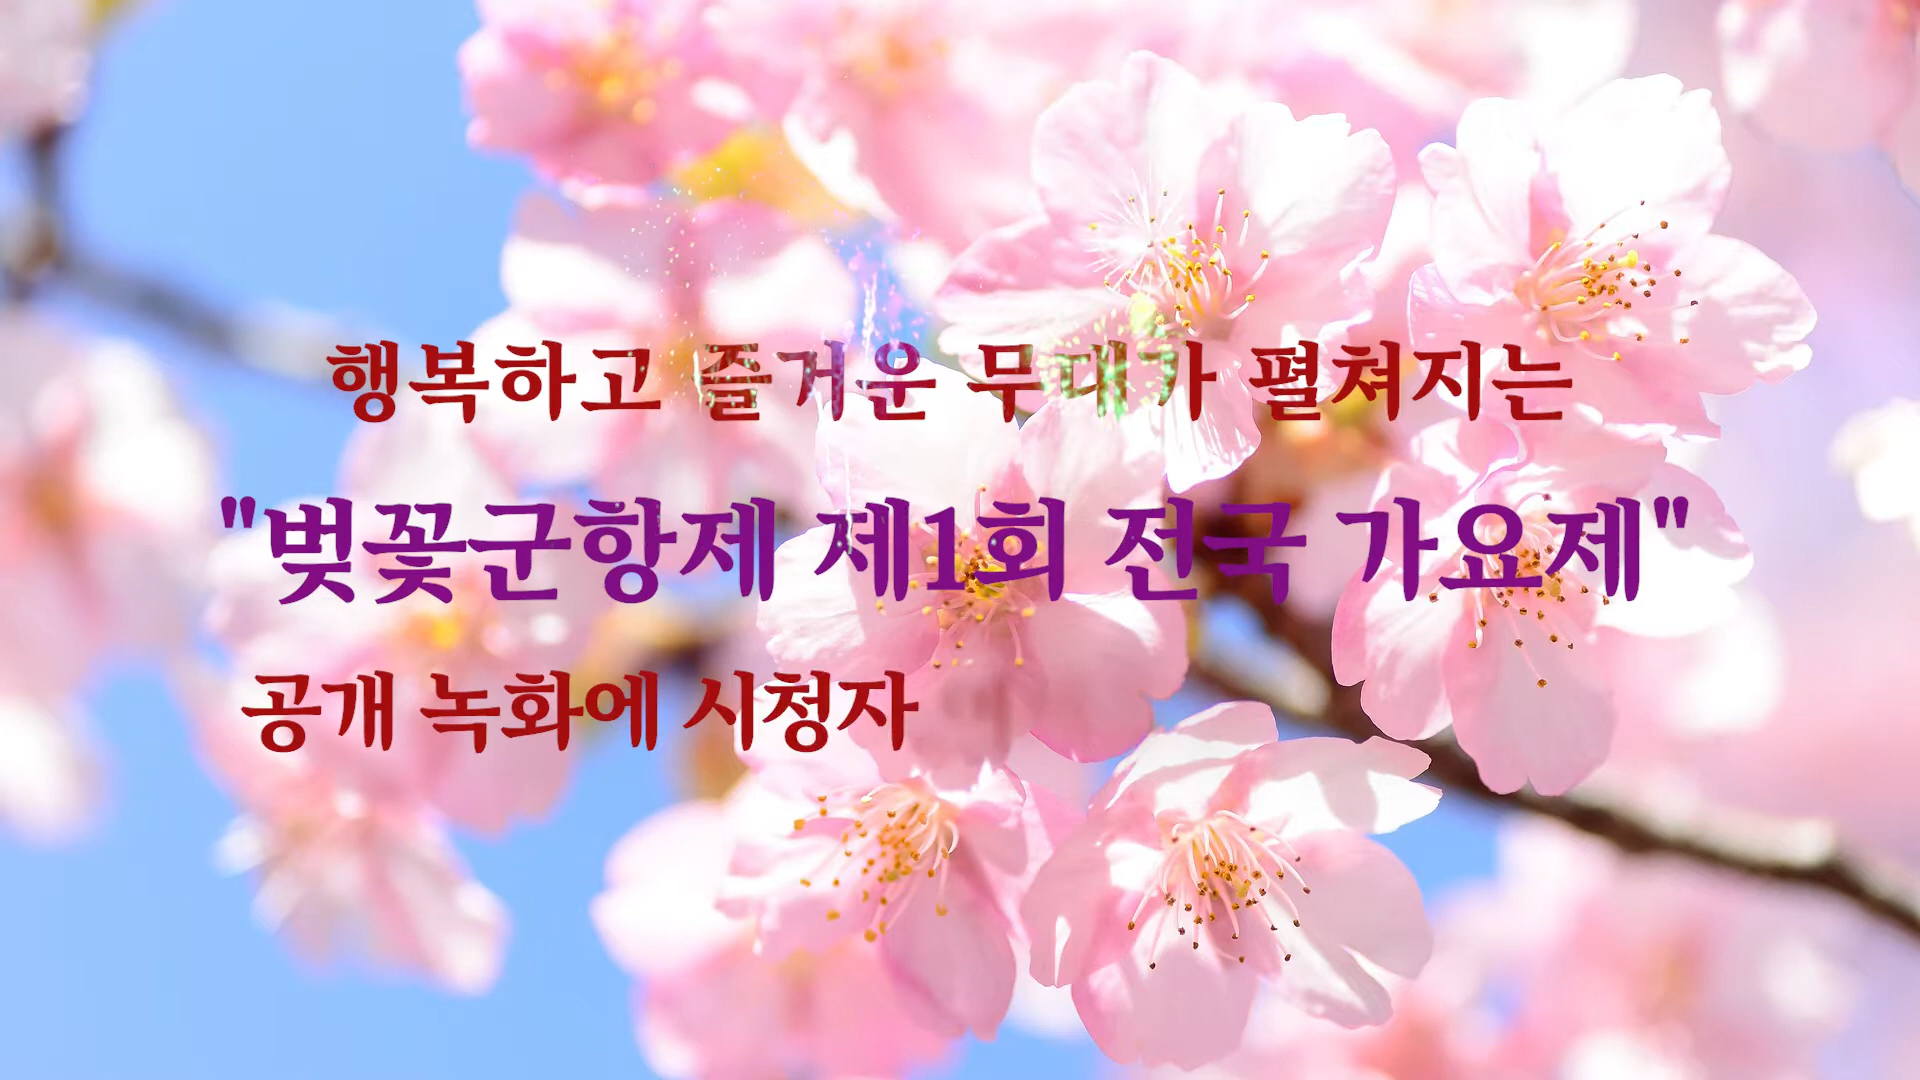 행복하고 즐거운 무대가 펼쳐지는
"벚꽃군항제 제1회 전국 가요제"
공개 녹화에 시청자